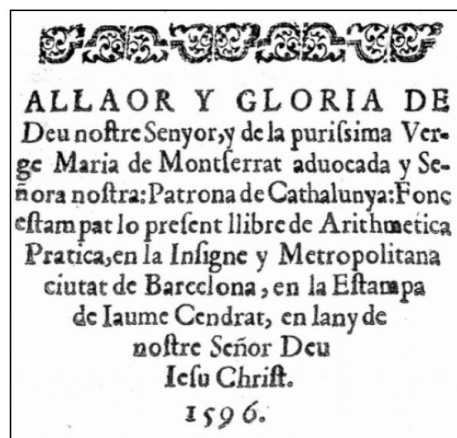 ALLAOR Y GLORIA DE
Deu noſtre Senyor,y de la puriſsima Ver-
ge Maria de Montſerrat aduocada y Se-
ñora noſtra:Patrona de Cathalunya:Fonc
eſtampat lo preſent llibre de Arithmetica
Pratica,en la Inſigne y Metropolitana
ciutat de Barcelona, en la Eſtampa
de Iaume Cendrat, en lany de
noſtre Señor Deu
Ieſu Chriſt.
1596.